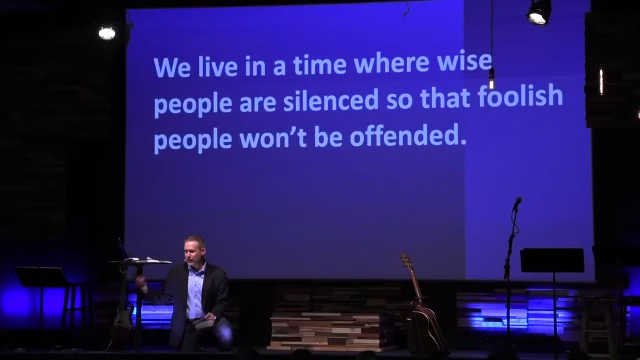 We live in a time where wise
people are silenced so that foolish
people won't be offended.